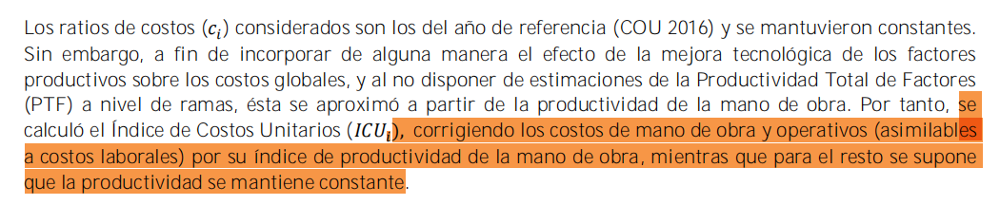 Los ratios de costos (cᵢ) considerados son los del año de referencia (COU 2016) y se mantuvieron constantes.
Sin embargo, a fin de incorporar de alguna manera el efecto de la mejora tecnológica de los factores
productivos sobre los costos globales, y al no disponer de estimaciones de la Productividad Total de Factores
(PTF) a nivel de ramas, ésta se aproximó a partir de la productividad de la mano de obra. Por tanto, se
calculó el Índice de Costos Unitarios (ICUᵢ), corrigiendo los costos de mano de obra y operativos (asimilables
a costos laborales) por su índice de productividad de la mano de obra, mientras que para el resto se supone
que la productividad se mantiene constante.